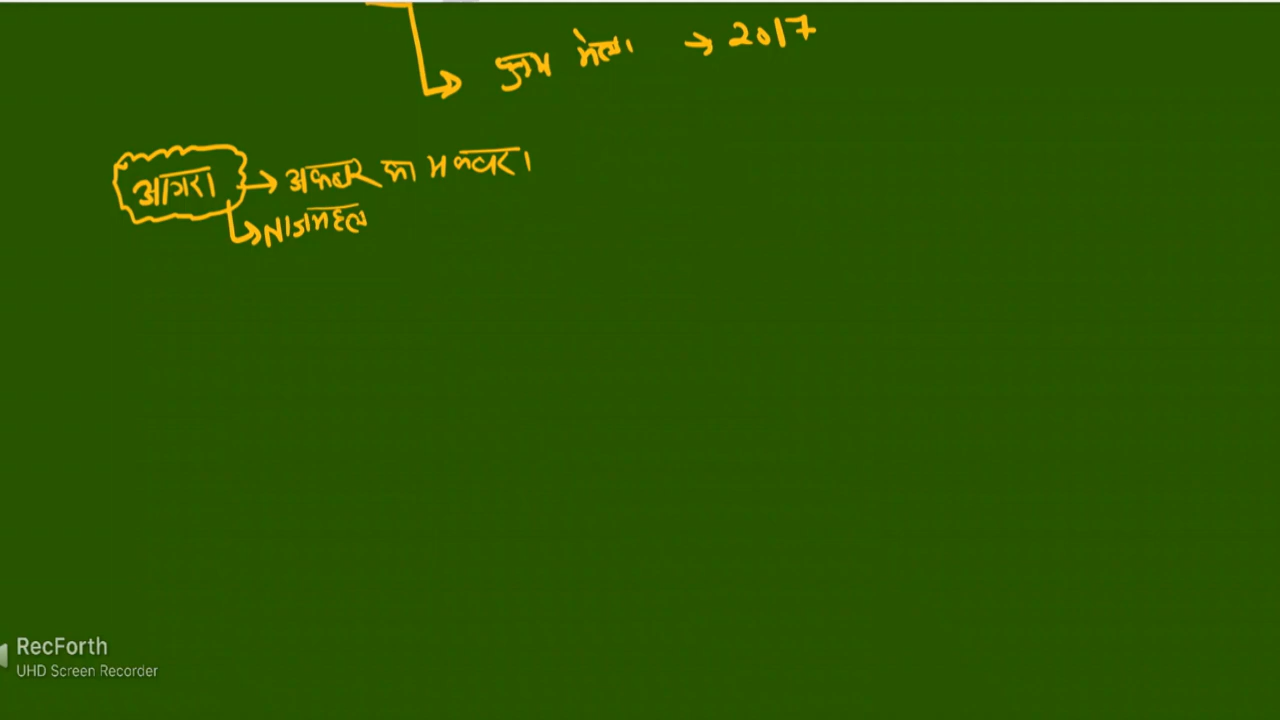 कुम्भ मेला → 2017
आगरा → अकबर का मकबरा
ताजमहल
RecForth
UHD Screen Recorder